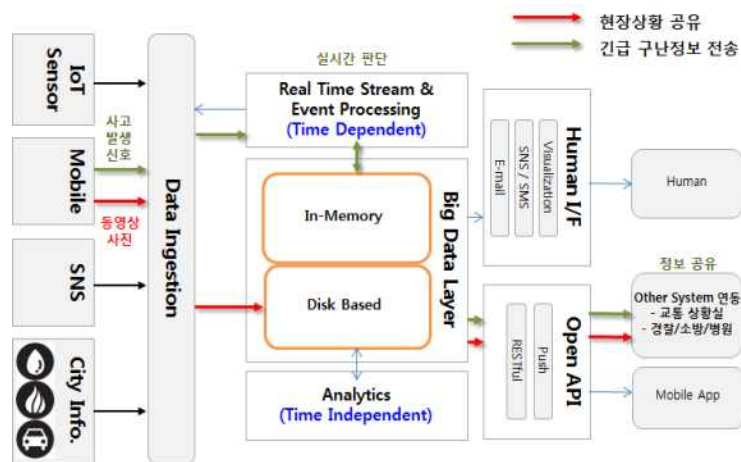 현장상황 공유
긴급 구난정보 전송
IoT
Sensor
Mobile
SNS
City Info.
사고
발생
신호
동영상
사진
Data Ingestion
실시간 판단
Real Time Stream &
Event Processing
(Time Dependent)
In-Memory
Disk Based
Big Data Layer
Analytics
(Time Independent)
E-mail
SNS / SMS
Visualization
Human I/F
RESTful
Push
Open API
Human
정보 공유
Other System 연동
- 교통 상황실
- 경찰/소방/병원
Mobile App